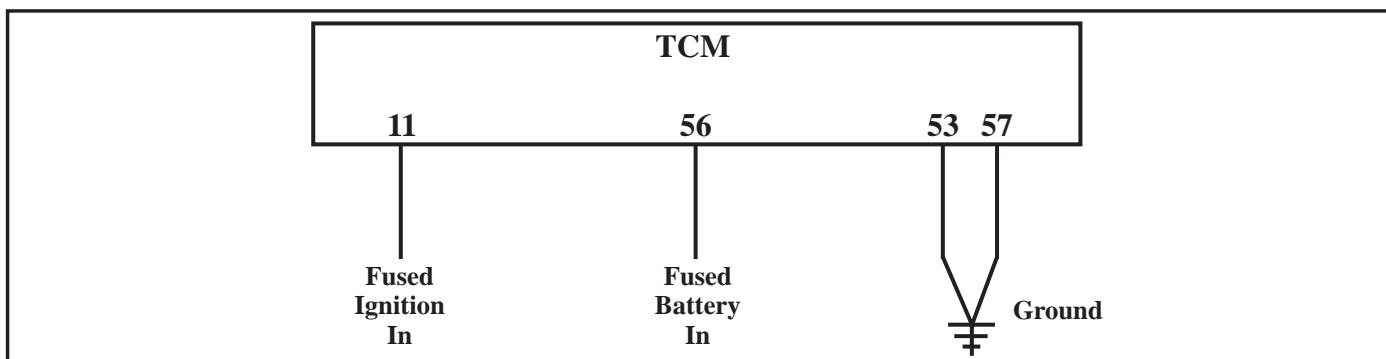 TCM
11 56 53 57
Fused
Ignition
In
Fused
Battery
In
Ground